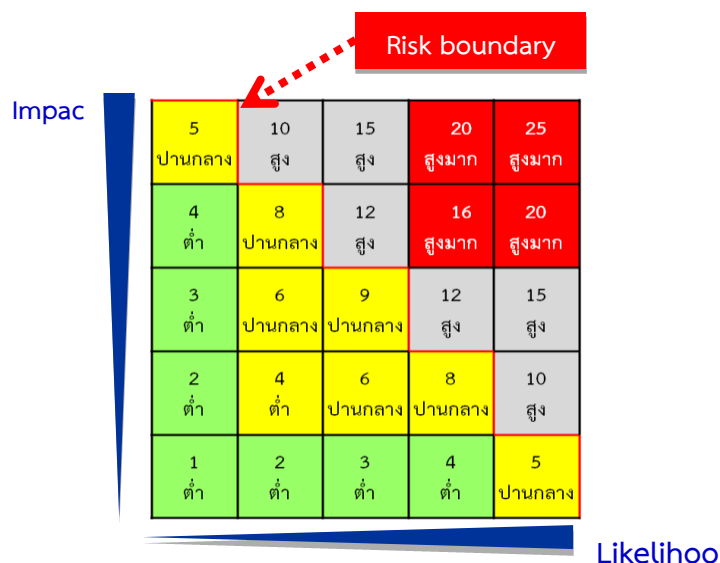 Risk boundary
Impac
5 10 15 20 25
ปานกลาง สูง สูง สูงมาก สูงมาก
4 8 12 16 20
ต่ำ ปานกลาง สูง สูงมาก สูงมาก
3 6 9 12 15
ต่ำ ปานกลาง ปานกลาง สูง สูง
2 4 6 8 10
ต่ำ ต่ำ ปานกลาง ปานกลาง สูง
1 2 3 4 5
ต่ำ ต่ำ ต่ำ ต่ำ ปานกลาง
Likelihoo